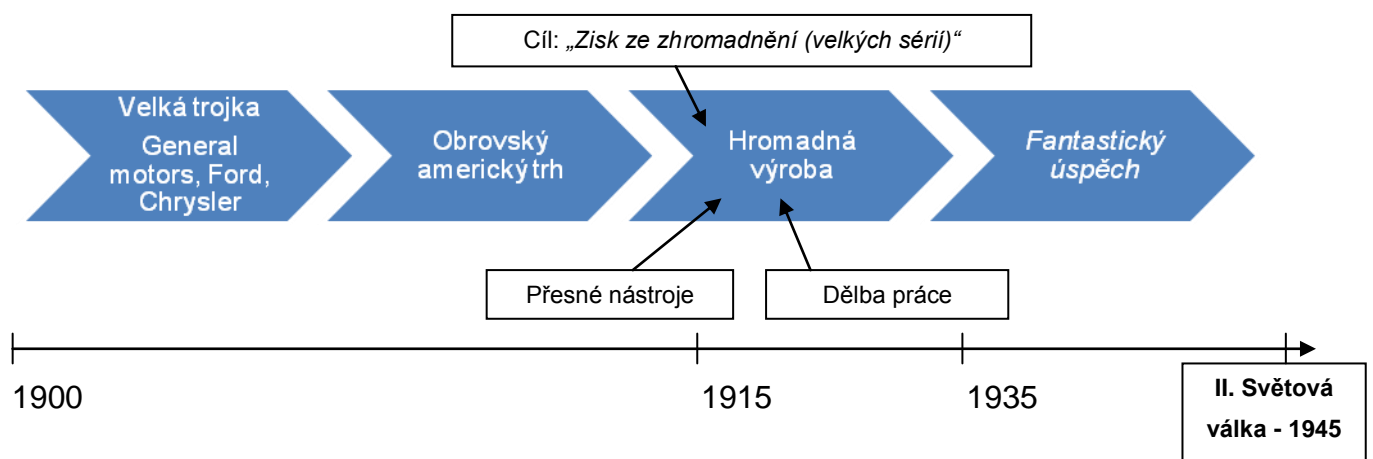 Cíl: „Zisk ze zhromadnění (velkých sérií)“
Velká trojka
General
motors, Ford,
Chrysler
Obrovský
americký trh
Hromadná
výroba
Fantastický
úspěch
Přesné nástroje
Dělba práce
1900
1915
1935
II. Světová
válka - 1945